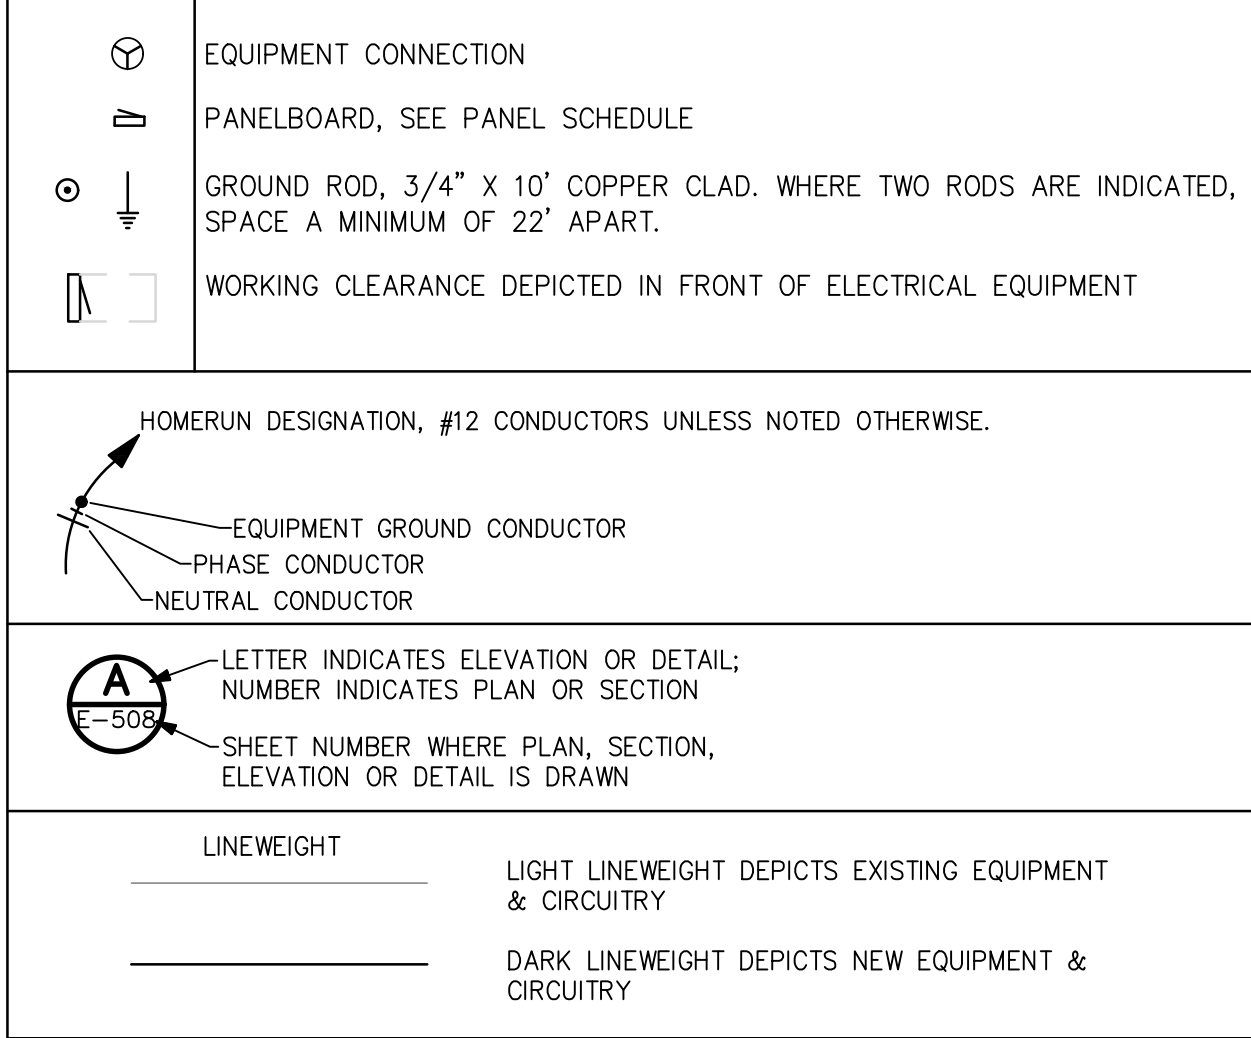 EQUIPMENT CONNECTION
PANELBOARD, SEE PANEL SCHEDULE
GROUND ROD, 3/4" X 10' COPPER CLAD. WHERE TWO RODS ARE INDICATED,
SPACE A MINIMUM OF 22' APART.
WORKING CLEARANCE DEPICTED IN FRONT OF ELECTRICAL EQUIPMENT
HOMERUN DESIGNATION, #12 CONDUCTORS UNLESS NOTED OTHERWISE.
EQUIPMENT GROUND CONDUCTOR
PHASE CONDUCTOR
NEUTRAL CONDUCTOR
A
E-508
LETTER INDICATES ELEVATION OR DETAIL;
NUMBER INDICATES PLAN OR SECTION
SHEET NUMBER WHERE PLAN, SECTION,
ELEVATION OR DETAIL IS DRAWN
LINEWEIGHT
LIGHT LINEWEIGHT DEPICTS EXISTING EQUIPMENT
& CIRCUITRY
DARK LINEWEIGHT DEPICTS NEW EQUIPMENT &
CIRCUITRY